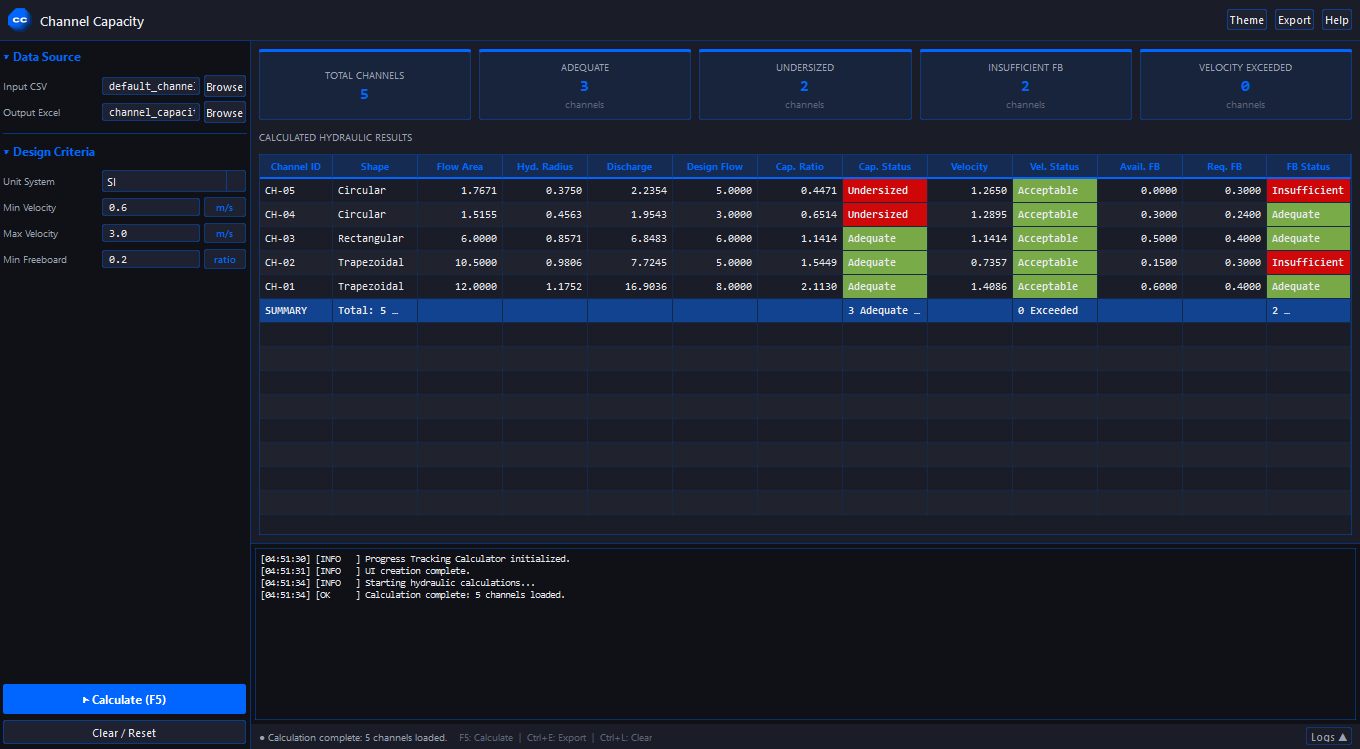 cc Channel Capacity Theme Export Help
▾ Data Source
Input CSV default_channe Browse
Output Excel channel_capaci Browse
▾ Design Criteria
Unit System SI
Min Velocity 0.6 m/s
Max Velocity 3.0 m/s
Min Freeboard 0.2 ratio
▶ Calculate (F5)
Clear / Reset
TOTAL CHANNELS
5
ADEQUATE
3
channels
UNDERSIZED
2
channels
INSUFFICIENT FB
2
channels
VELOCITY EXCEEDED
0
channels
CALCULATED HYDRAULIC RESULTS
Channel ID Shape Flow Area Hyd. Radius Discharge Design Flow Cap. Ratio Cap. Status Velocity Vel. Status Avail. FB Req. FB FB Status
CH-05 Circular 1.7671 0.3750 2.2354 5.0000 0.4471 Undersized 1.2650 Acceptable 0.0000 0.3000 Insufficient
CH-04 Circular 1.5155 0.4563 1.9543 3.0000 0.6514 Undersized 1.2895 Acceptable 0.3000 0.2400 Adequate
CH-03 Rectangular 6.0000 0.8571 6.8483 6.0000 1.1414 Adequate 1.1414 Acceptable 0.5000 0.4000 Adequate
CH-02 Trapezoidal 10.5000 0.9806 7.7245 5.0000 1.5449 Adequate 0.7357 Acceptable 0.1500 0.3000 Insufficient
CH-01 Trapezoidal 12.0000 1.1752 16.9036 8.0000 2.1130 Adequate 1.4086 Acceptable 0.6000 0.4000 Adequate
SUMMARY Total: 5 … 3 Adequate … 0 Exceeded 2 …
[04:51:30] [INFO ] Progress Tracking Calculator initialized.
[04:51:31] [INFO ] UI creation complete.
[04:51:34] [INFO ] Starting hydraulic calculations...
[04:51:34] [OK ] Calculation complete: 5 channels loaded.
● Calculation complete: 5 channels loaded. F5: Calculate | Ctrl+E: Export | Ctrl+L: Clear Logs ▲